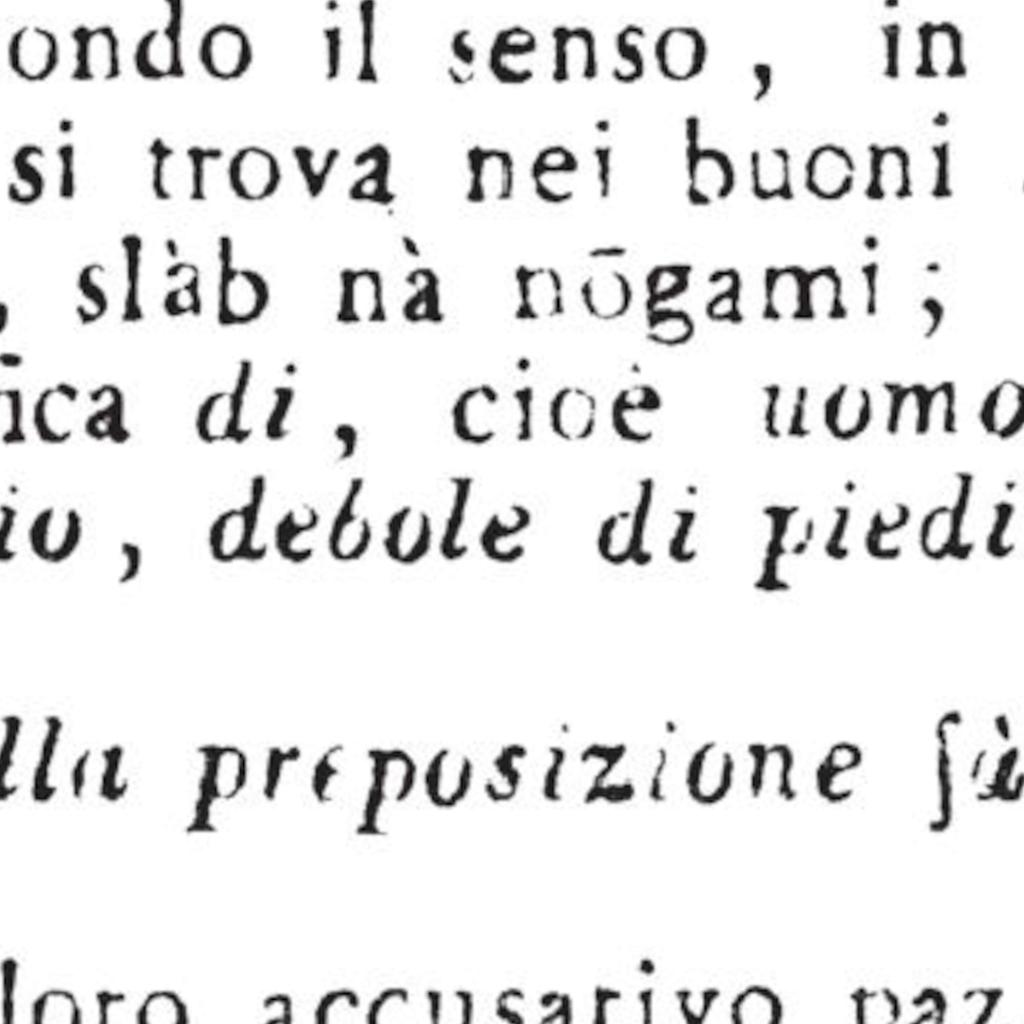 ondo il senso, in
si trova nei buoni
, slàb nà nōgami;
ica di, cioè uomo
io, debole di piedi
lla preposizione ſà
loro accusativo paz